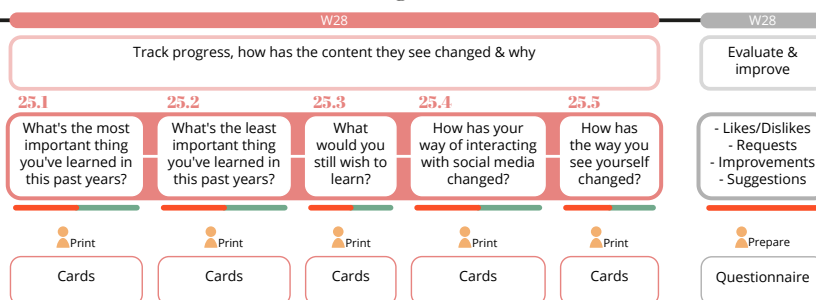 W28
W28
Track progress, how has the content they see changed & why
Evaluate &
improve
25.1
25.2
25.3
25.4
25.5
What's the most
important thing
you've learned in
this past years?
What's the least
important thing
you've learned in
this past years?
What
would you
still wish to
learn?
How has your
way of interacting
with social media
changed?
How has
the way you
see yourself
changed?
- Likes/Dislikes
- Requests
- Improvements
- Suggestions
Print
Print
Print
Print
Print
Prepare
Cards
Cards
Cards
Cards
Cards
Questionnaire